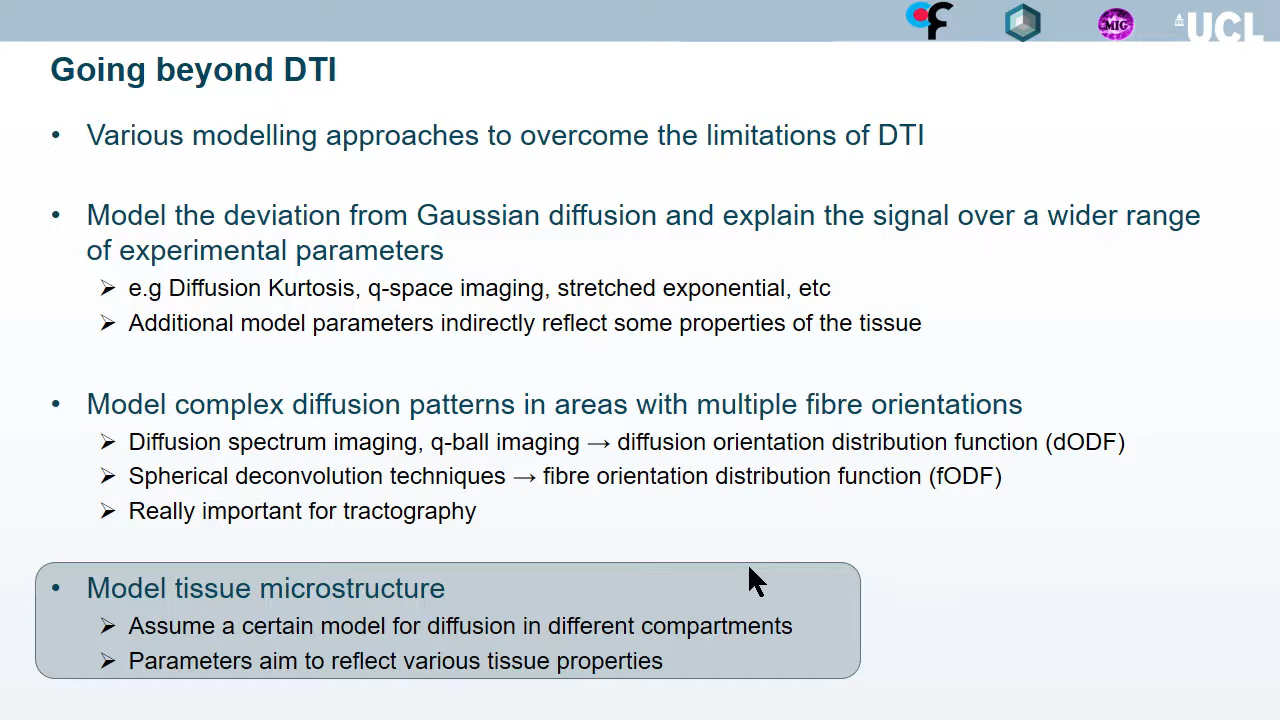 CF
MIG
UCL
Going beyond DTI
• Various modelling approaches to overcome the limitations of DTI
• Model the deviation from Gaussian diffusion and explain the signal over a wider range
of experimental parameters
➢ e.g Diffusion Kurtosis, q-space imaging, stretched exponential, etc
➢ Additional model parameters indirectly reflect some properties of the tissue
• Model complex diffusion patterns in areas with multiple fibre orientations
➢ Diffusion spectrum imaging, q-ball imaging → diffusion orientation distribution function (dODF)
➢ Spherical deconvolution techniques → fibre orientation distribution function (fODF)
➢ Really important for tractography
• Model tissue microstructure
➢ Assume a certain model for diffusion in different compartments
➢ Parameters aim to reflect various tissue properties